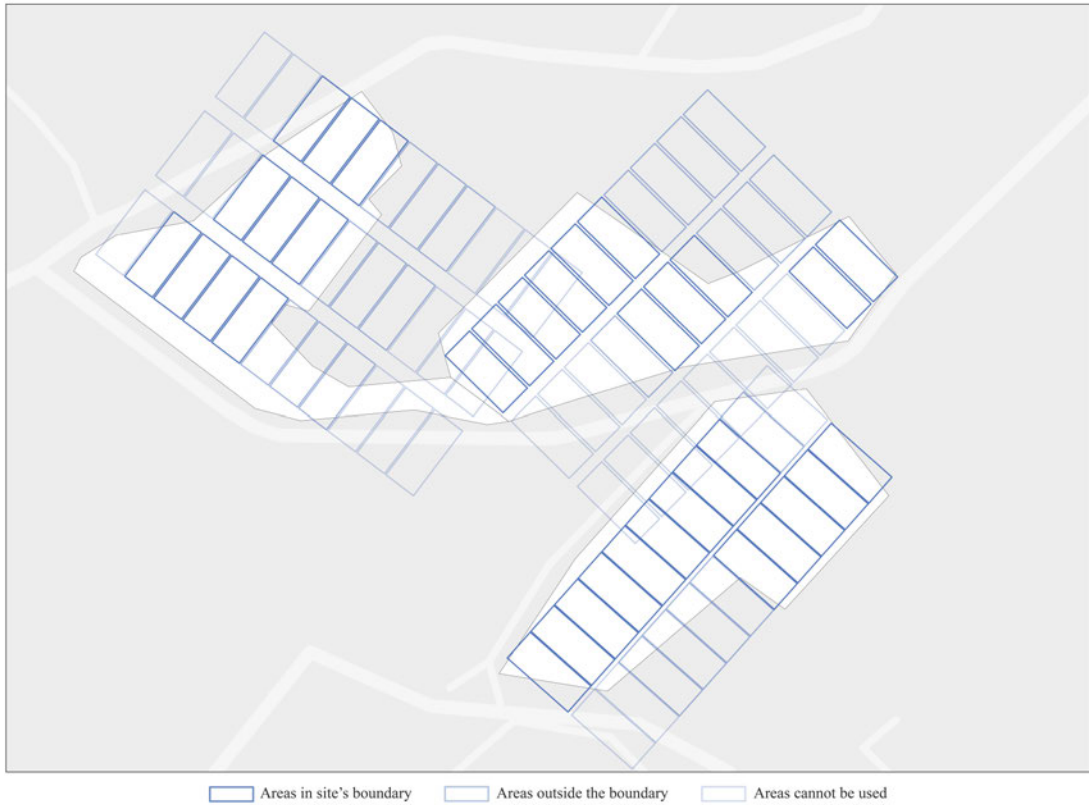 Areas in site's boundary
Areas outside the boundary
Areas cannot be used